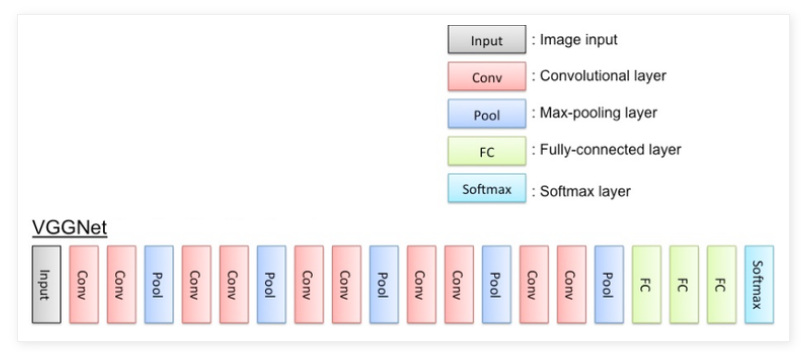 Input : Image input
Conv : Convolutional layer
Pool : Max-pooling layer
FC : Fully-connected layer
Softmax : Softmax layer
VGGNet
Input Conv Conv Pool Conv Conv Pool Conv Conv Pool Conv Conv Pool Conv Conv Pool FC FC FC Softmax